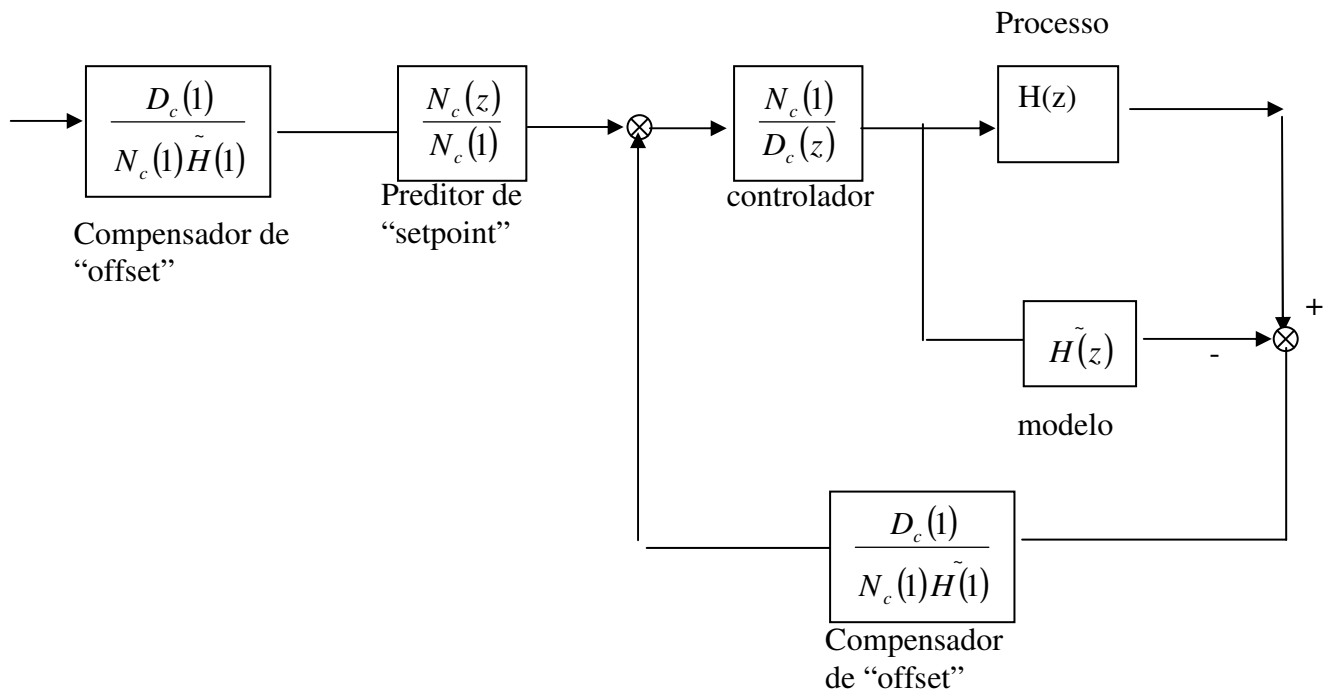 Processo
D_c(1)
N_c(1)H̃(1)
N_c(z)
N_c(1)
N_c(1)
D_c(z)
H(z)
Compensador de
“offset”
Preditor de
“setpoint”
controlador
+
H̃(z)
-
modelo
D_c(1)
N_c(1)H̃(1)
Compensador
de “offset”